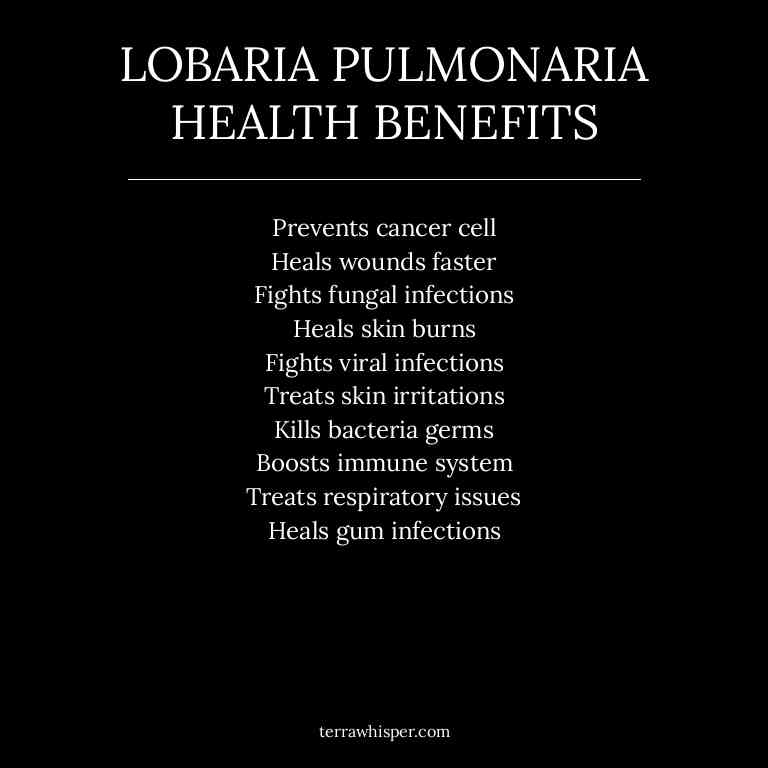 LOBARIA PULMONARIA
HEALTH BENEFITS
Prevents cancer cell
Heals wounds faster
Fights fungal infections
Heals skin burns
Fights viral infections
Treats skin irritations
Kills bacteria germs
Boosts immune system
Treats respiratory issues
Heals gum infections
terrawhisper.com